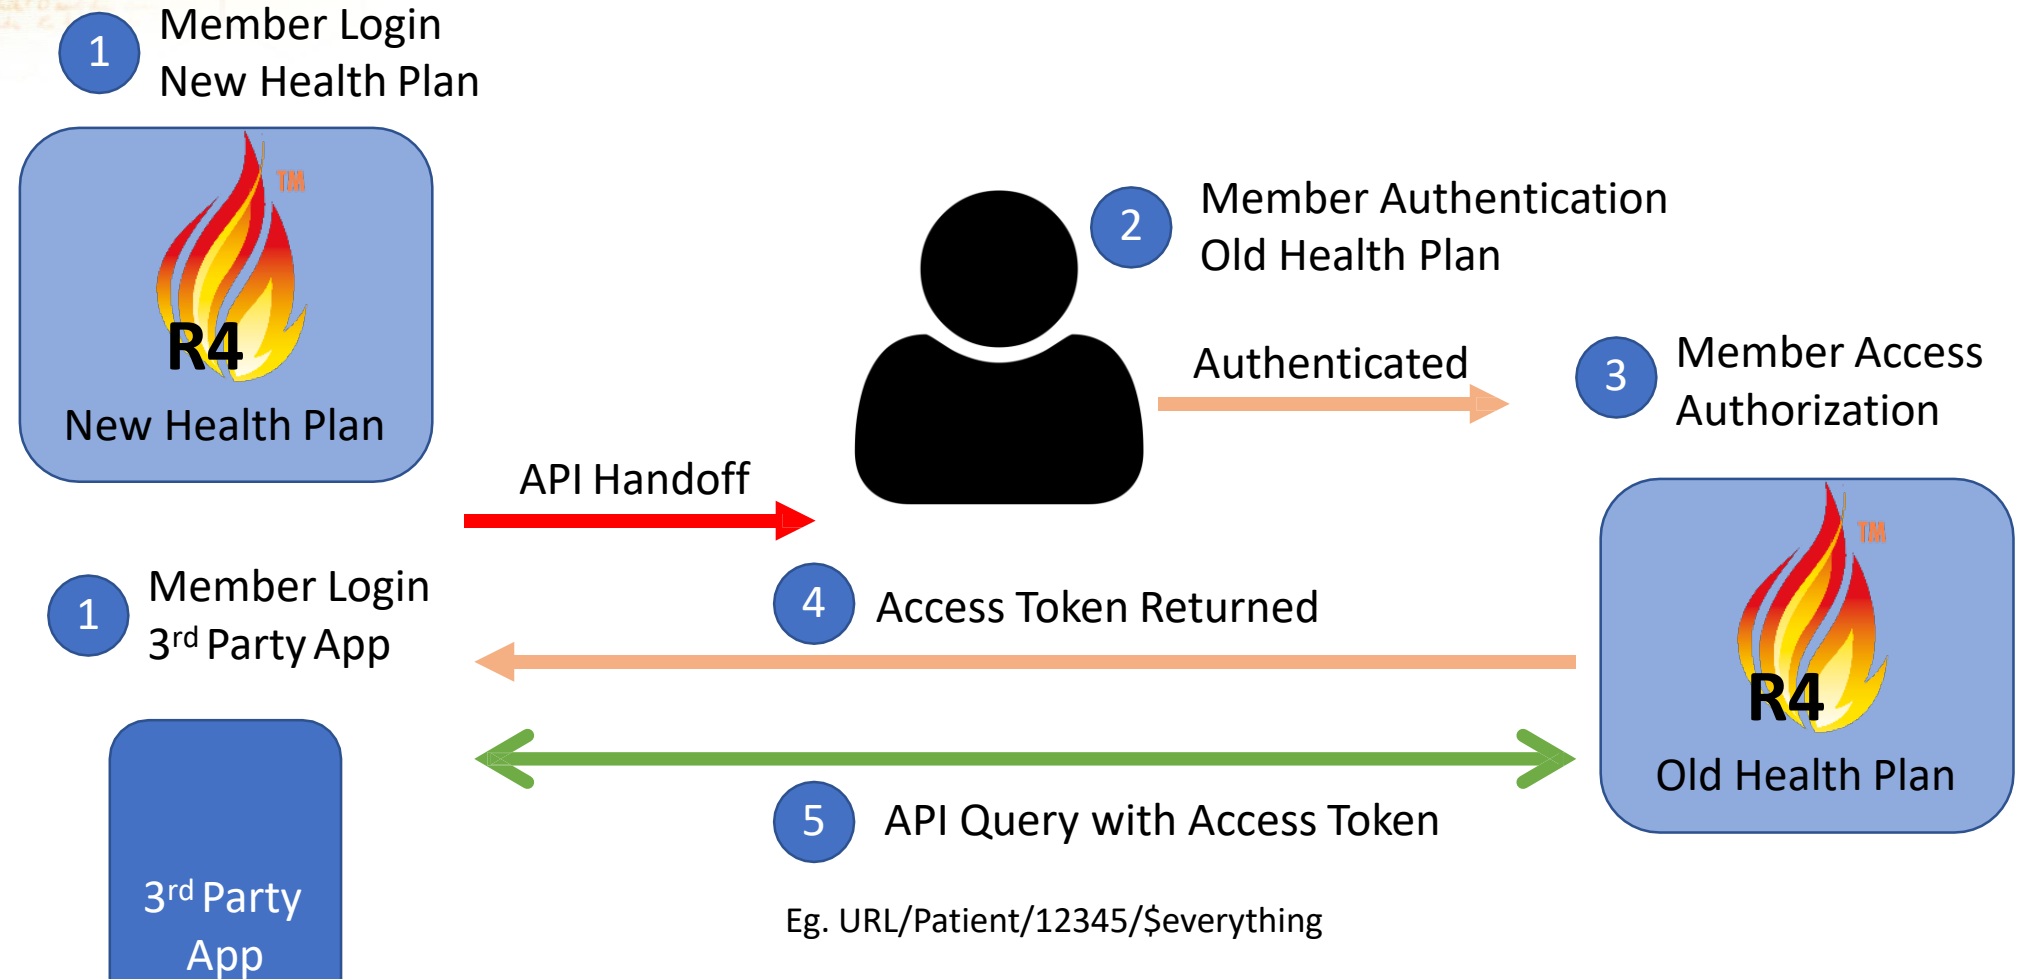 1
Member Login
New Health Plan
TM
R4
New Health Plan
2
Member Authentication
Old Health Plan
Authenticated
3
Member Access
Authorization
API Handoff
1
Member Login
3rd Party App
4
Access Token Returned
TM
R4
Old Health Plan
5
API Query with Access Token
3rd Party
App
Eg. URL/Patient/12345/$everything